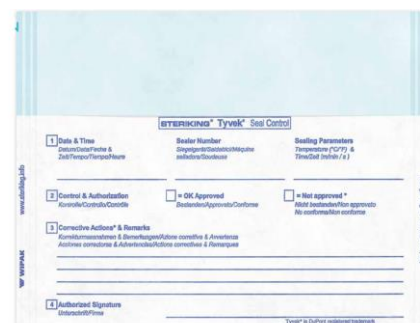 STERIKING® Tyvek® Seal Control
1 Date & Time
Datum/Data/Fecha &
Zeit/Tempo/Tiempo/Heure
Sealer Number
Siegelgerät/Saldatrici/Máquina
selladora/Soudeuse
Sealing Parameters
Temperature (°C/°F) &
Time/Zeit (m/min / s)
2 Control & Authorization
Kontrolle/Controllo/Contrôle
= OK Approved
Bestanden/Approvato/Conforme
= Not approved *
Nicht bestanden/Non approvato
No conforme/Non conforme
3 Corrective Actions* & Remarks
Korrekturmassnahmen & Bemerkungen/Azione correttiva & Avvertenze
Acciones correctoras & Advertencias/Actions correctives & Remarques
4 Authorized Signature
Unterschrift/Firma
Tyvek® is DuPont registered trademark
www.steriking.info
WIPAK